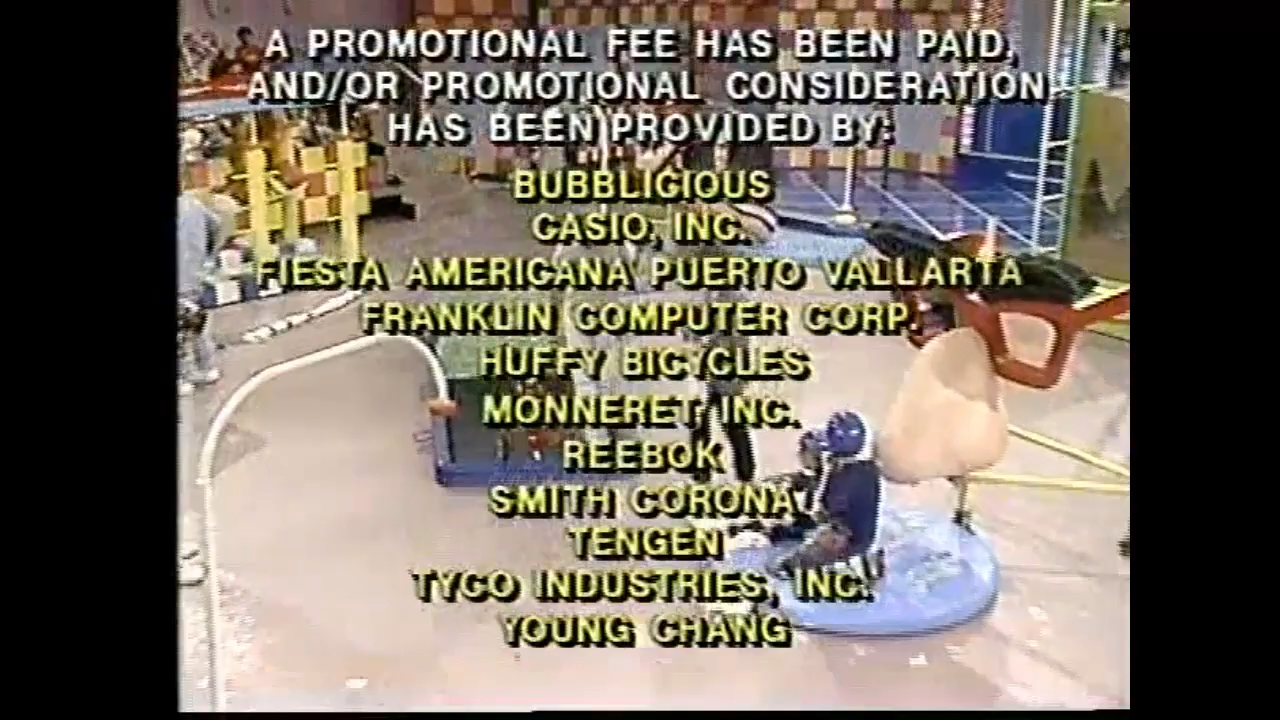 A PROMOTIONAL FEE HAS BEEN PAID,
AND/OR PROMOTIONAL CONSIDERATION
HAS BEEN PROVIDED BY:
BUBBLICIOUS
CASIO, INC.
FIESTA AMERICANA PUERTO VALLARTA
FRANKLIN COMPUTER CORP.
HUFFY BICYCLES
MONNERET, INC.
REEBOK
SMITH CORONA
TENGEN
TYCO INDUSTRIES, INC.
YOUNG CHANG